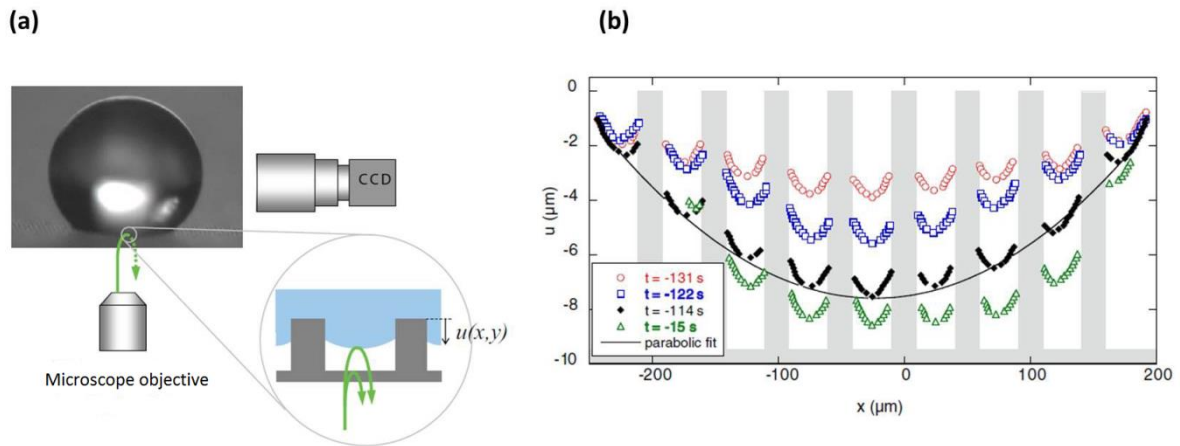 (a)
CCD
u(x,y)
Microscope objective
(b)
0
-2
-4
-6
-8
-10
u (µm)
t = -131 s
t = -122 s
t = -114 s
t = -15 s
parabolic fit
-200 -100 0 100 200
x (µm)